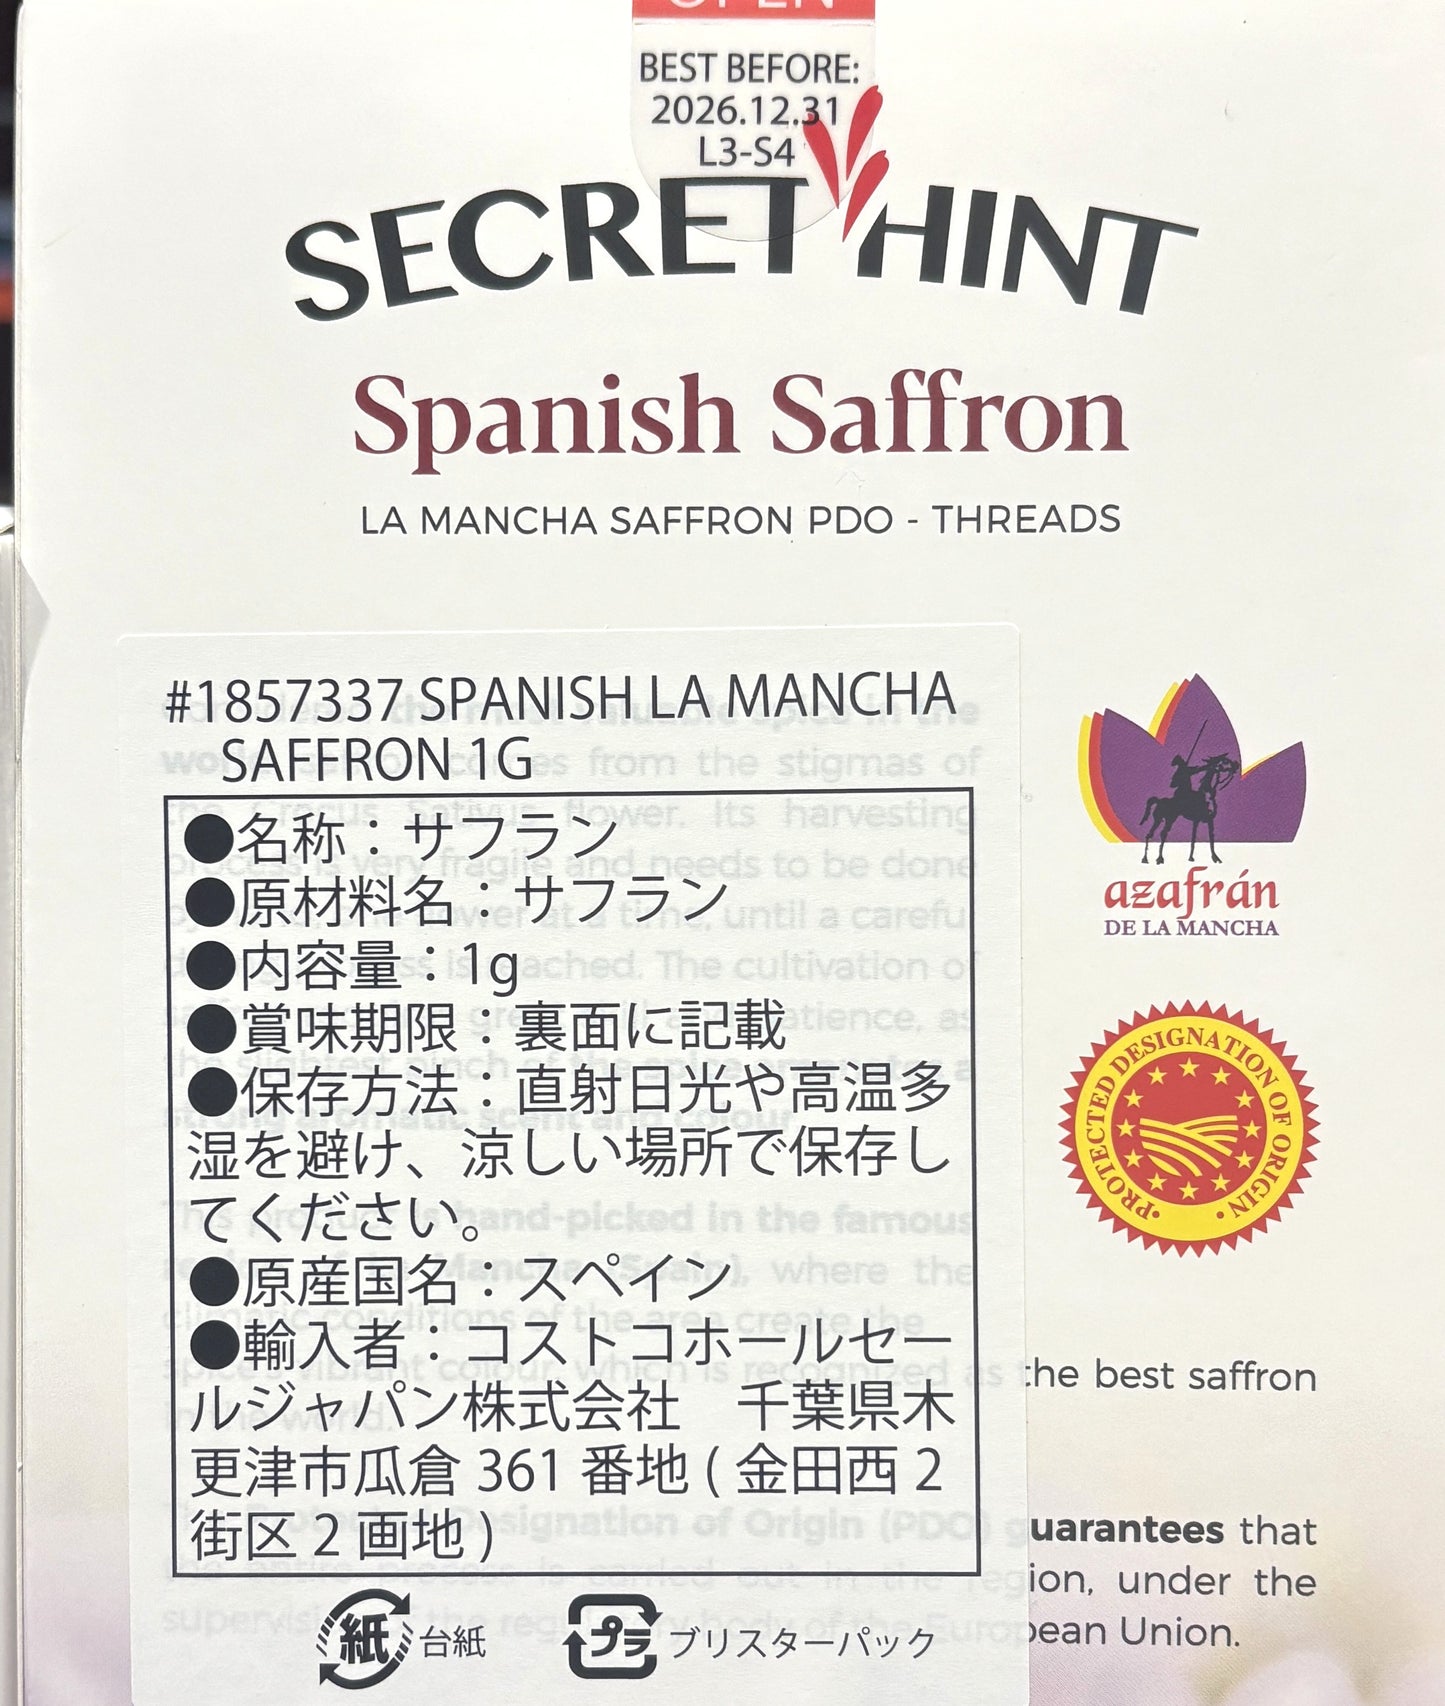 OPEN
BEST BEFORE:
2026.12.31
L3-S4
SECRET HINT
Spanish Saffron
LA MANCHA SAFFRON PDO - THREADS
#1857337 SPANISH LA MANCHA
SAFFRON 1G
●名称：サフラン
●原材料名：サフラン
●内容量：1g
●賞味期限：裏面に記載
●保存方法：直射日光や高温多
湿を避け、涼しい場所で保存し
てください。
●原産国名：スペイン
●輸入者：コストコホールセー
ルジャパン株式会社　千葉県木
更津市瓜倉 361 番地 ( 金田西 2
街区 2 画地 )
紙 台紙
プラ ブリスターパック
azafrán
DE LA MANCHA
PROTECTED DESIGNATION OF ORIGIN
the best saffron
uarantees that
ion, under the
pean Union.